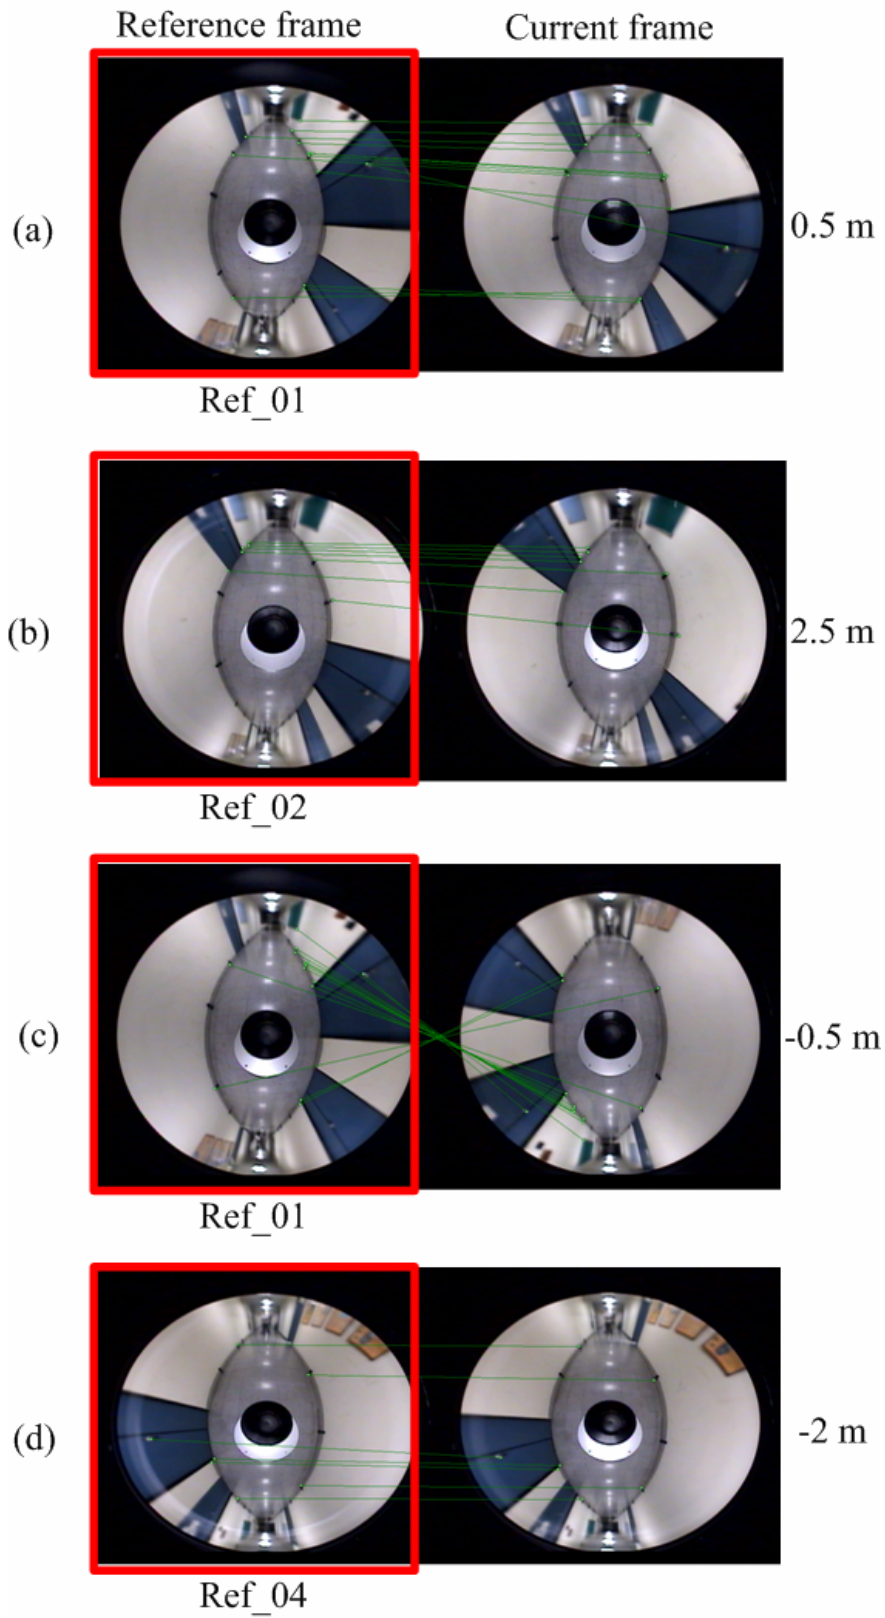 Reference frame Current frame
(a) 0.5 m
Ref_01
(b) 2.5 m
Ref_02
(c) -0.5 m
Ref_01
(d) -2 m
Ref_04